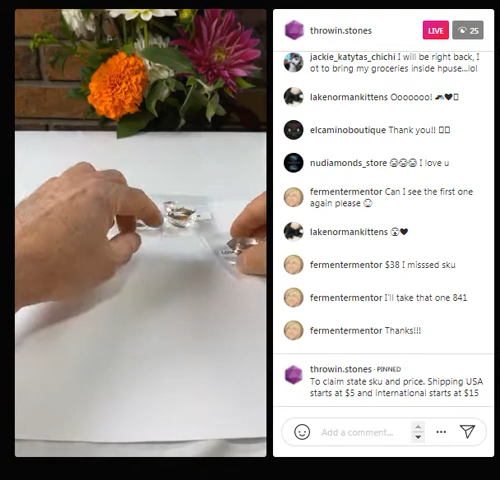 throwin.stones
LIVE
25
jackie_katytas_chichi I will be right back, I
ot to bring my groceries inside hpuse...lol
lakenormankittens Ooooooo!
elcaminoboutique Thank you!!
nudiamonds_store I love u
fermentermentor Can I see the first one
again please
lakenormankittens
fermentermentor $38 I misssed sku
fermentermentor I'll take that one 841
fermentermentor Thanks!!!
throwin.stones · PINNED
To claim state sku and price. Shipping USA
starts at $5 and international starts at $15
Add a comment...